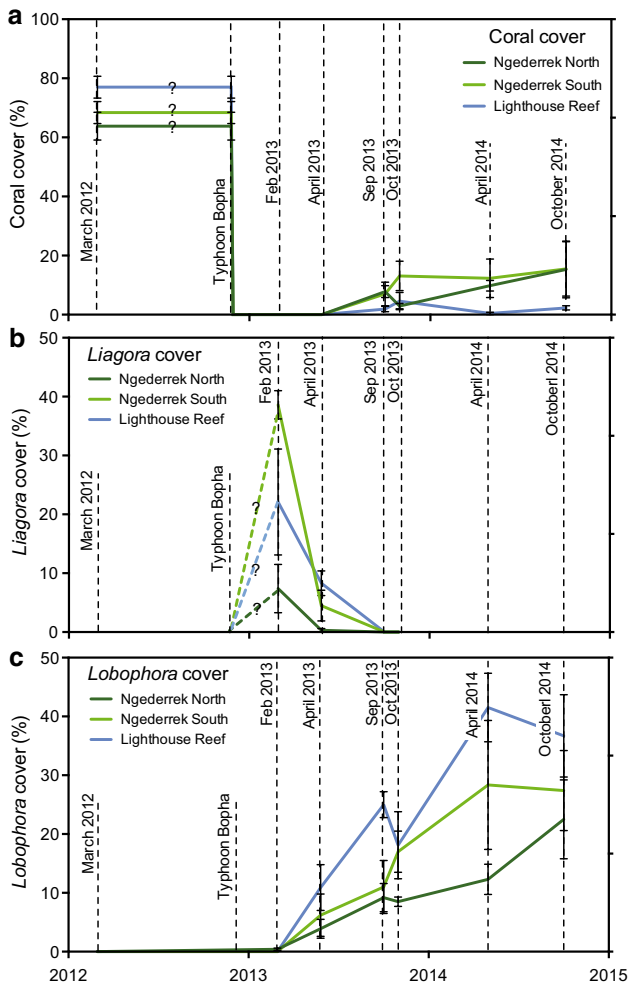 a
100
80
60
40
20
0
Coral cover (%)
Coral cover
Ngederrek North
Ngederrek South
Lighthouse Reef
?
?
?
March 2012
Typhoon Bopha
Feb 2013
April 2013
Sep 2013
Oct 2013
April 2014
October 2014
b
50
40
30
20
10
0
Liagora cover (%)
Liagora cover
Ngederrek North
Ngederrek South
Lighthouse Reef
?
?
?
March 2012
Typhoon Bopha
Feb 2013
April 2013
Sep 2013
Oct 2013
April 2014
Octoberl 2014
c
50
40
30
20
10
0
Lobophora cover (%)
Lobophora cover
Ngederrek North
Ngederrek South
Lighthouse Reef
March 2012
Typhoon Bopha
Feb 2013
April 2013
Sep 2013
Oct 2013
April 2014
Octoberl 2014
2012
2013
2014
2015